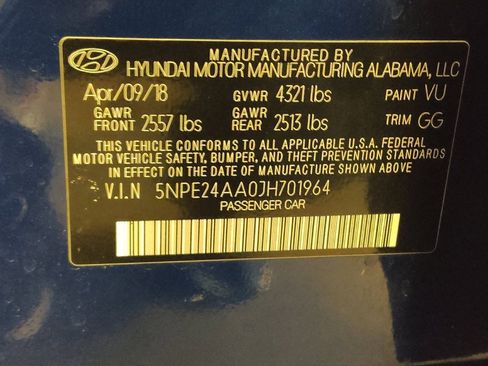 MANUFACTURED BY
HYUNDAI MOTOR MANUFACTURING ALABAMA, LLC
Apr/09/18 GVWR 4321 lbs PAINT VU
GAWR FRONT 2557 lbs GAWR REAR 2513 lbs TRIM GG
THIS VEHICLE CONFORMS TO ALL APPLICABLE U.S.A. FEDERAL
MOTOR VEHICLE SAFETY, BUMPER, AND THEFT PREVENTION STANDARDS
IN EFFECT ON THE DATE OF MANUFACTURE SHOWN ABOVE.
V.I.N 5NPE24AA0JH701964
PASSENGER CAR